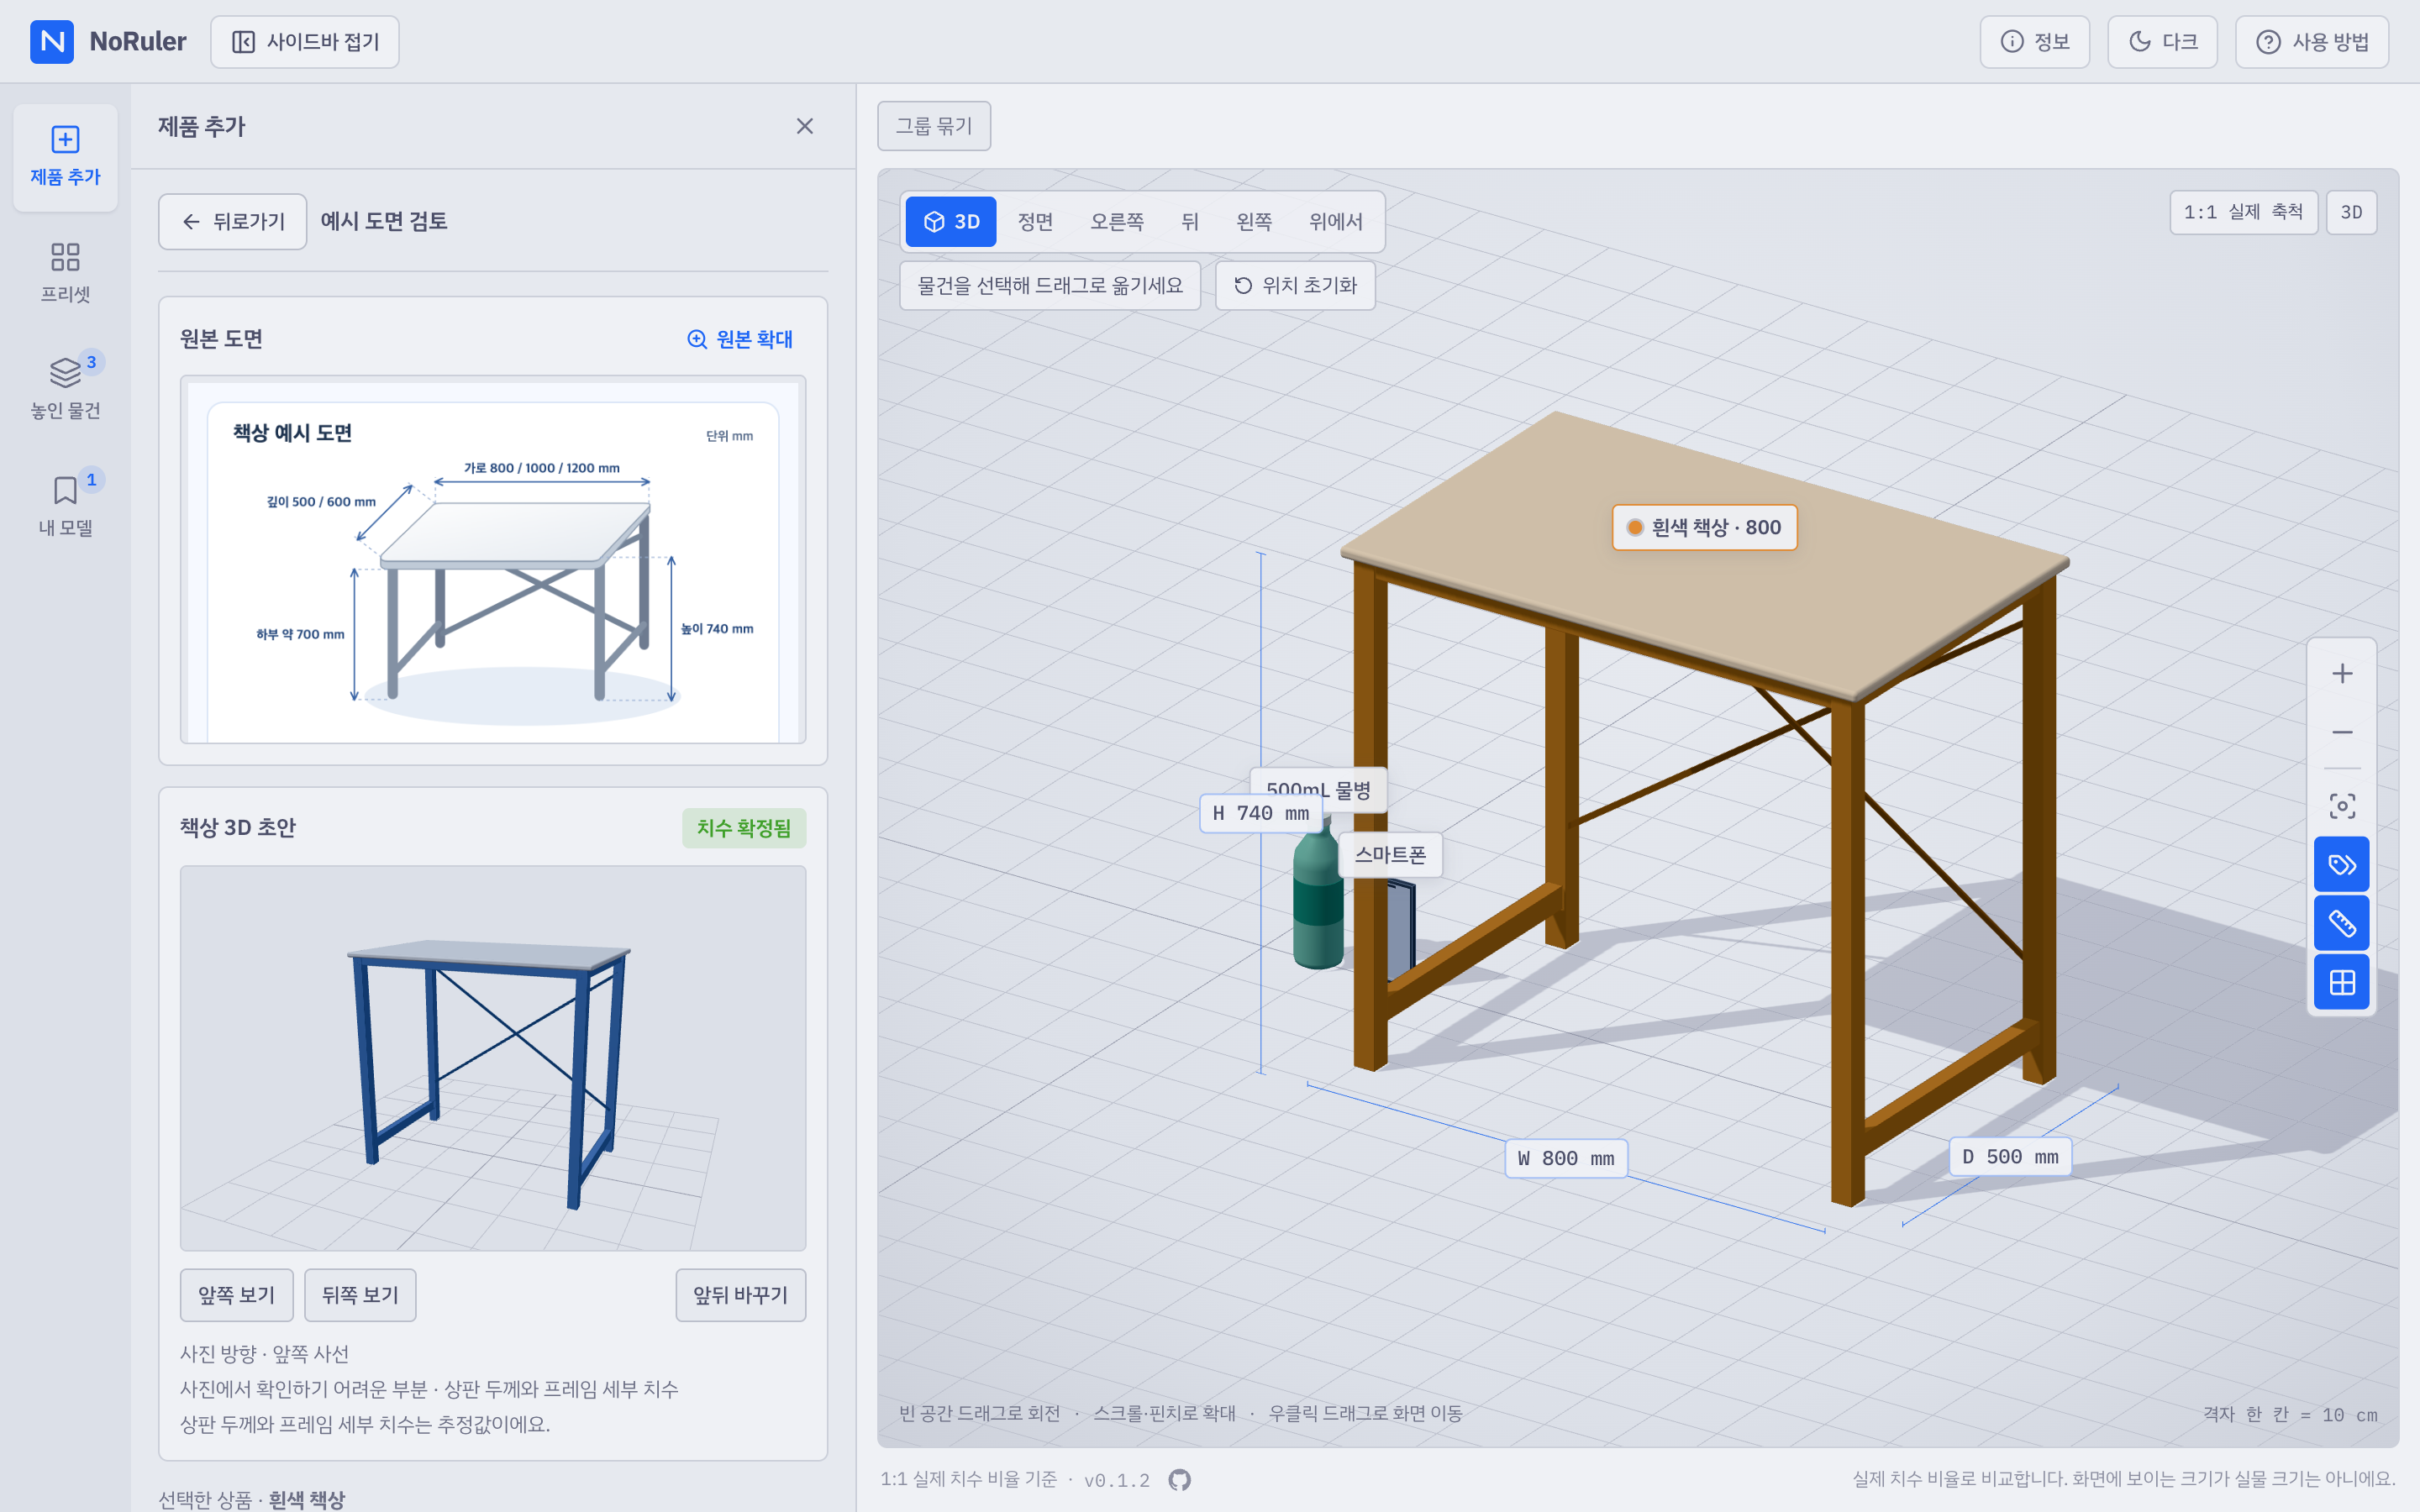 NoRuler
사이드바 접기
정보
다크
사용 방법
제품 추가
프리셋
3
놓인 물건
1
내 모델
제품 추가
뒤로가기
예시 도면 검토
원본 도면
원본 확대
책상 예시 도면
단위 mm
가로 800 / 1000 / 1200 mm
깊이 500 / 600 mm
하부 약 700 mm
높이 740 mm
책상 3D 초안
치수 확정됨
앞쪽 보기
뒤쪽 보기
앞뒤 바꾸기
사진 방향 · 앞쪽 사선
사진에서 확인하기 어려운 부분 · 상판 두께와 프레임 세부 치수
상판 두께와 프레임 세부 치수는 추정값이에요.
선택한 상품 · 흰색 책상
그룹 묶기
3D
정면
오른쪽
뒤
왼쪽
위에서
1:1 실제 축척
3D
물건을 선택해 드래그로 옮기세요
위치 초기화
흰색 책상 · 800
500mL 물병
H 740 mm
스마트폰
W 800 mm
D 500 mm
빈 공간 드래그로 회전 · 스크롤·핀치로 확대 · 우클릭 드래그로 화면 이동
격자 한 칸 = 10 cm
1:1 실제 치수 비율 기준 · v0.1.2
실제 치수 비율로 비교합니다. 화면에 보이는 크기가 실물 크기는 아니에요.